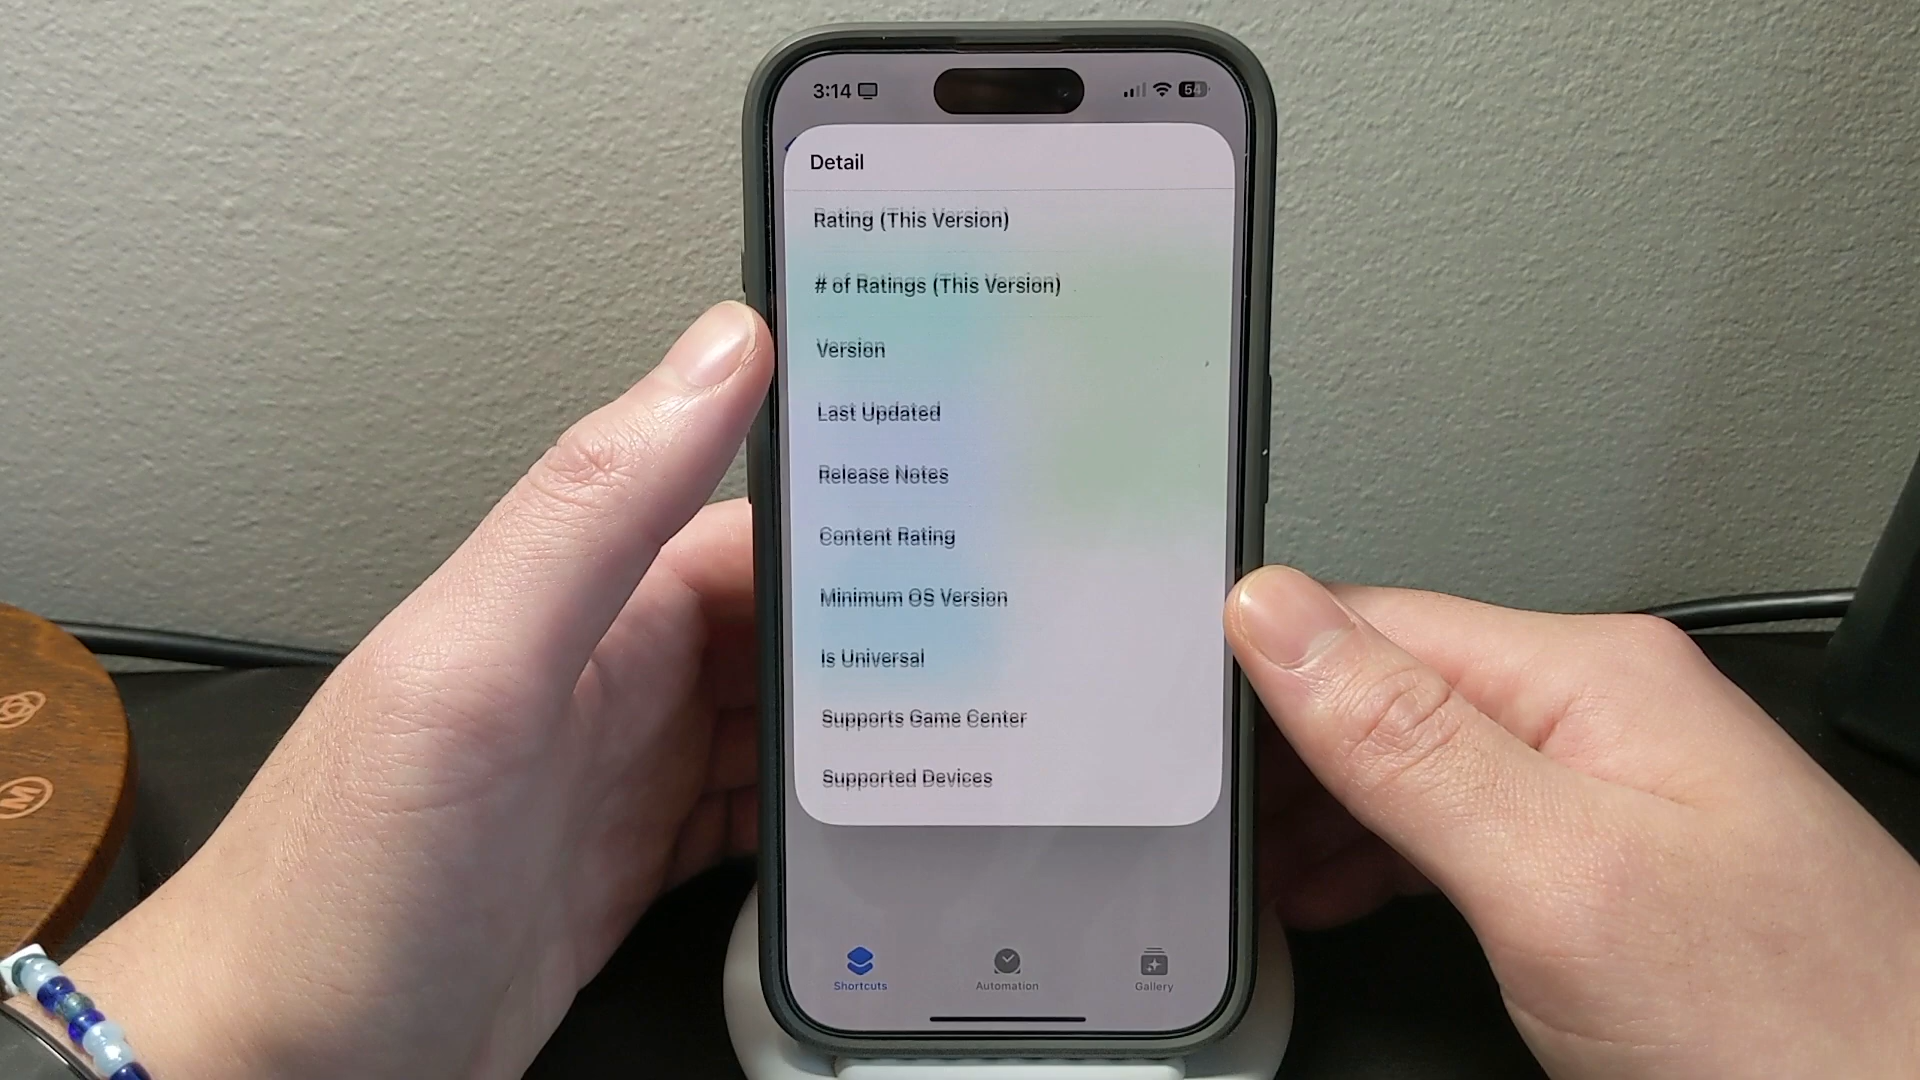 3:14
54
Detail
Rating (This Version)
# of Ratings (This Version)
Version
Last Updated
Release Notes
Content Rating
Minimum OS Version
Is Universal
Supports Game Center
Supported Devices
Shortcuts
Automation
Gallery
M